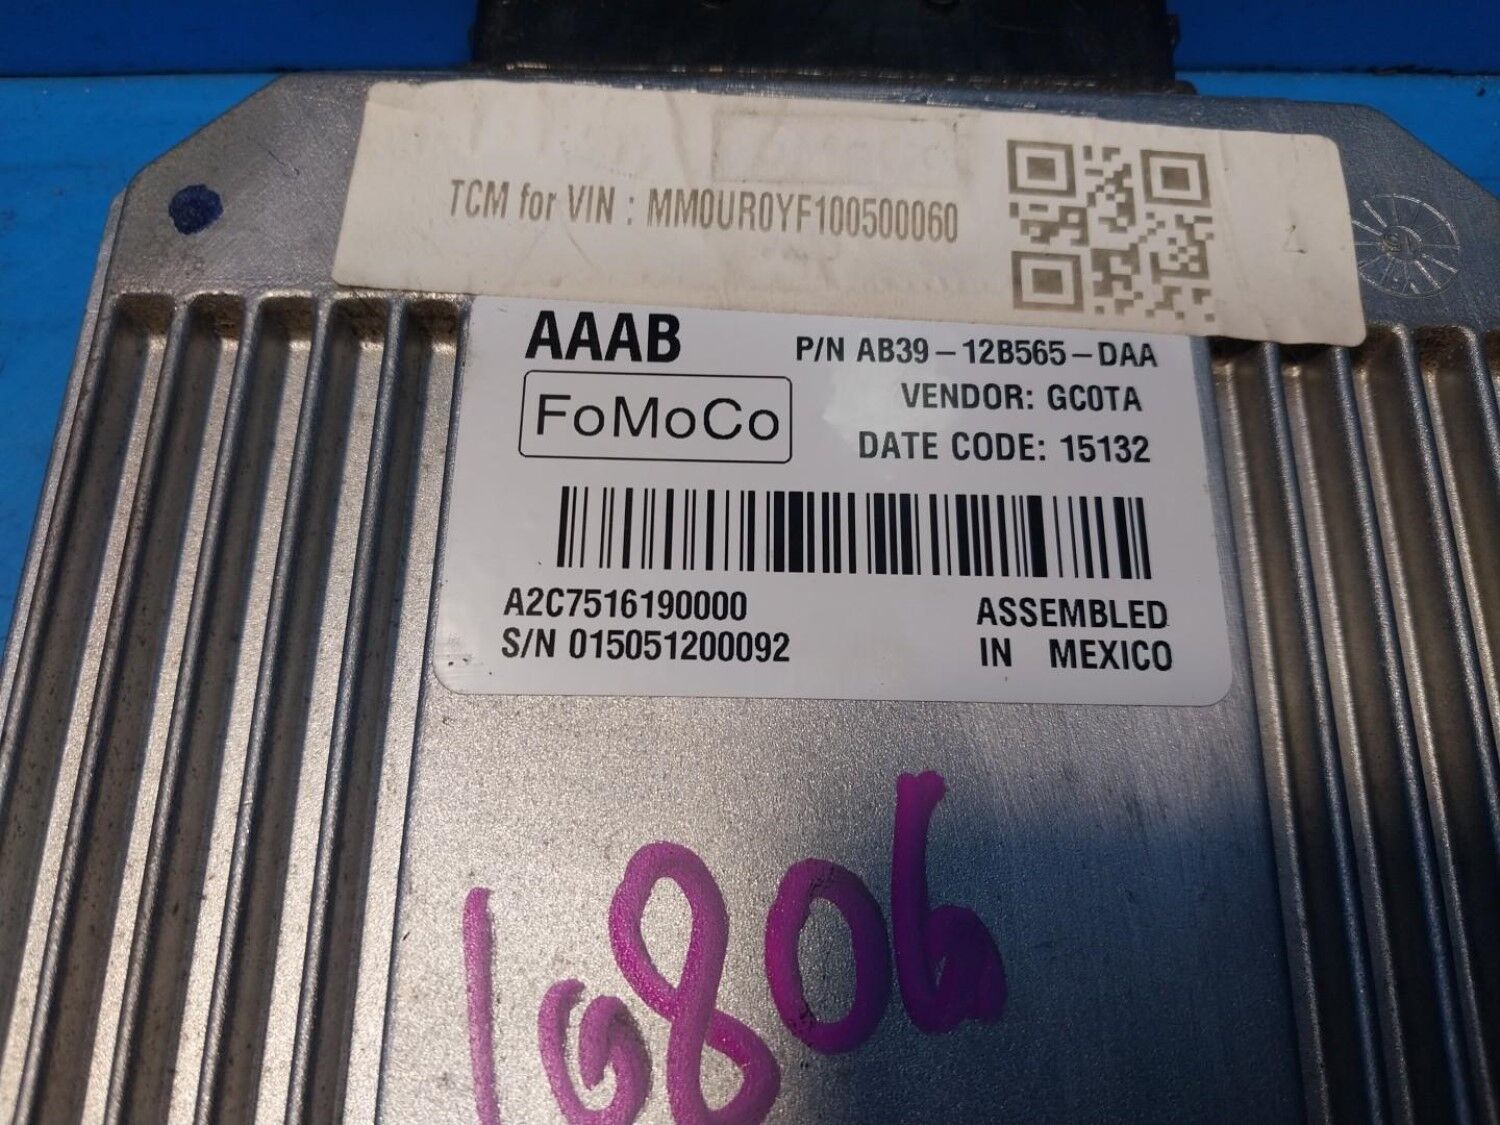 TCM for VIN : MM0UR0YF100500060
AAAB
P/N AB39-12B565-DAA
FoMoCo
VENDOR: GC0TA
DATE CODE: 15132
A2C7516190000
S/N 015051200092
ASSEMBLED
IN MEXICO
10806